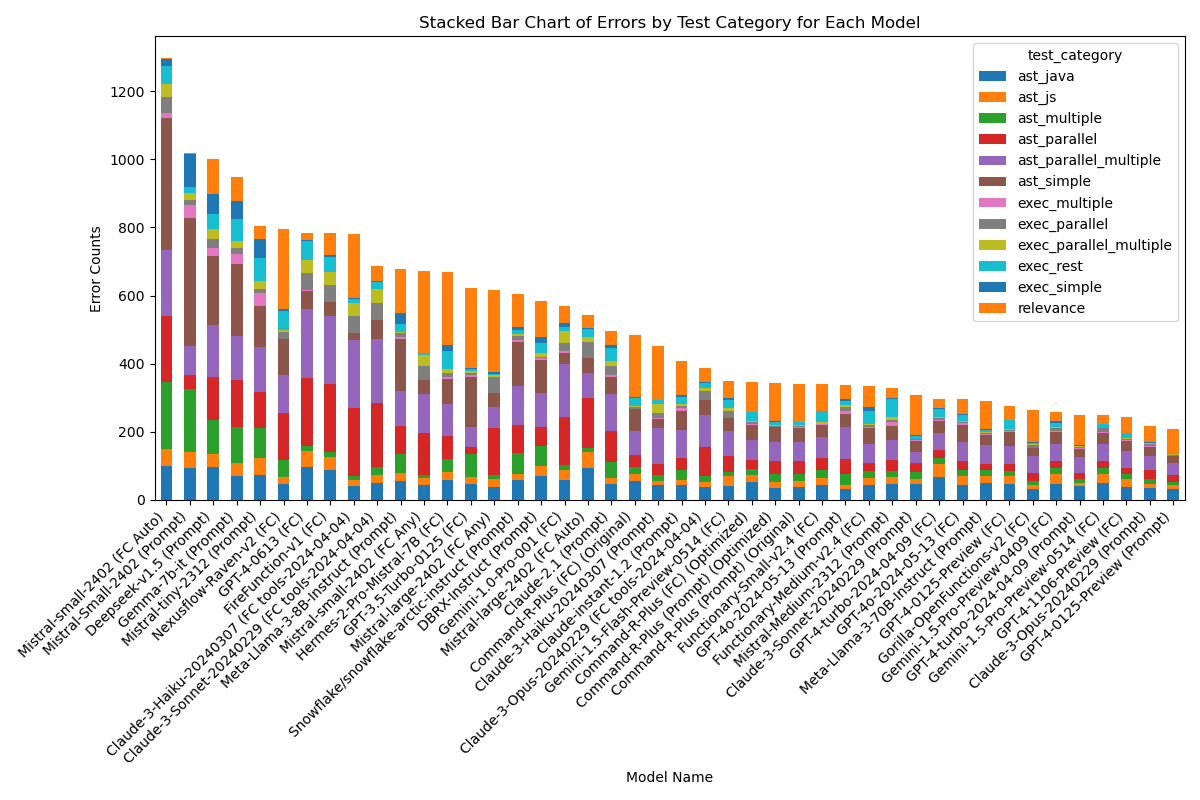 Stacked Bar Chart of Errors by Test Category for Each Model
Error Counts
1200
1000
800
600
400
200
0
test_category
ast_java
ast_js
ast_multiple
ast_parallel
ast_parallel_multiple
ast_simple
exec_multiple
exec_parallel
exec_parallel_multiple
exec_rest
exec_simple
relevance
Mistral-small-2402 (FC Auto)
Mistral-Small-2402 (Prompt)
Deepseek-v1.5 (Prompt)
Gemma-7b-it (Prompt)
Mistral-tiny-2312 (Prompt)
Nexusflow-Raven-v2 (FC)
GPT-4-0613 (FC)
FireFunction-v1 (FC)
Claude-3-Haiku-20240307 (FC tools-2024-04-04)
Claude-3-Sonnet-20240229 (FC tools-2024-04-04)
Meta-Llama-3-8B-Instruct (Prompt)
Mistral-small-2402 (FC Any)
Hermes-2-Pro-Mistral-7B (FC)
GPT-3.5-Turbo-0125 (FC)
Mistral-large-2402 (FC Any)
Snowflake/snowflake-arctic-instruct (Prompt)
DBRX-Instruct (Prompt)
Gemini-1.0-Pro-001 (FC)
Mistral-large-2402 (FC Auto)
Claude-2.1 (Prompt)
Command-R-Plus (FC) (Original)
Claude-3-Haiku-20240307 (Prompt)
Claude-instant-1.2 (Prompt)
Claude-3-Opus-20240229 (FC tools-2024-04-04)
Gemini-1.5-Flash-Preview-0514 (FC)
Command-R-Plus (FC) (Optimized)
Command-R-Plus (Prompt) (Optimized)
Command-R-Plus (Prompt) (Original)
Functionary-Small-v2.4 (FC)
GPT-4o-2024-05-13 (Prompt)
Functionary-Medium-v2.4 (FC)
Mistral-Medium-2312 (Prompt)
Claude-3-Sonnet-20240229 (Prompt)
GPT-4-turbo-2024-04-09 (FC)
GPT-4o-2024-05-13 (FC)
Meta-Llama-3-70B-Instruct (Prompt)
GPT-4-0125-Preview (FC)
Gorilla-OpenFunctions-v2 (FC)
Gemini-1.5-Pro-Preview-0409 (FC)
GPT-4-turbo-2024-04-09 (Prompt)
Gemini-1.5-Pro-Preview-0514 (FC)
GPT-4-1106-Preview (FC)
Claude-3-Opus-20240229 (Prompt)
GPT-4-0125-Preview (Prompt)
Model Name